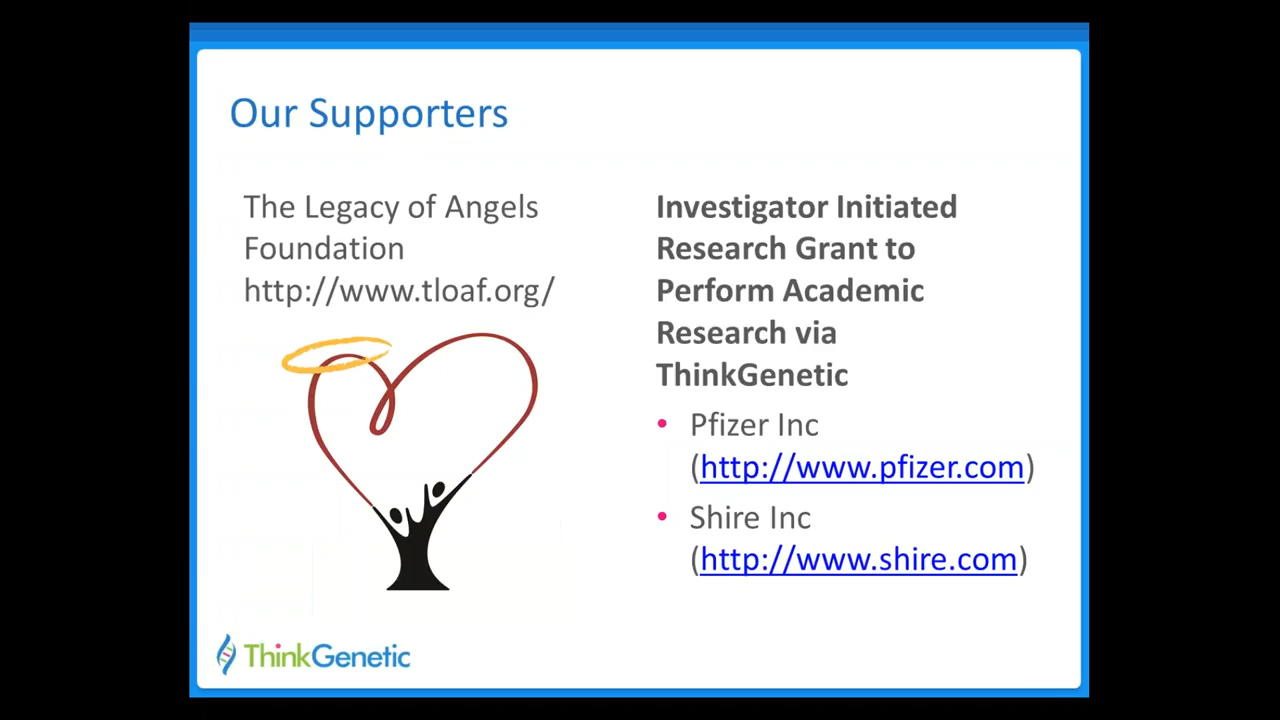 Our Supporters
The Legacy of Angels
Foundation
http://www.tloaf.org/
Investigator Initiated
Research Grant to
Perform Academic
Research via
ThinkGenetic
• Pfizer Inc
(http://www.pfizer.com)
• Shire Inc
(http://www.shire.com)
ThinkGenetic